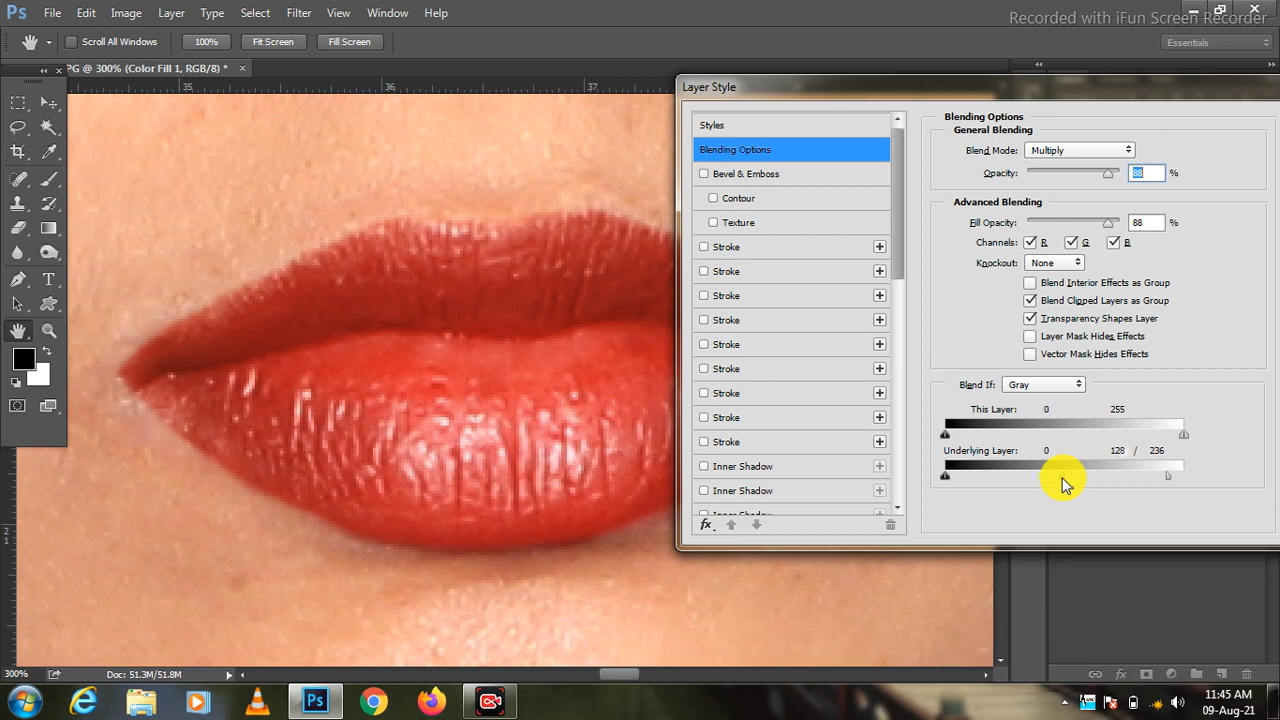 Ps File Edit Image Layer Type Select Filter View Window Help
Recorded with iFun Screen Recorder
Scroll All Windows 100% Fit Screen Fill Screen Essentials
PG @ 300% (Color Fill 1, RGB/8) * ×
35 36 37
Layer Style
Styles
Blending Options
Bevel & Emboss
Contour
Texture
Stroke
Stroke
Stroke
Stroke
Stroke
Stroke
Stroke
Stroke
Stroke
Inner Shadow
Inner Shadow
fx
Blending Options
General Blending
Blend Mode: Multiply
Opacity: 88 %
Advanced Blending
Fill Opacity: 88 %
Channels: R G B
Knockout: None
Blend Interior Effects as Group
Blend Clipped Layers as Group
Transparency Shapes Layer
Layer Mask Hides Effects
Vector Mask Hides Effects
Blend If: Gray
This Layer: 0 255
Underlying Layer: 0 128 / 236
2
1
300% Doc: 51.3M/51.8M
fx
Ps
11:45 AM
09-Aug-21